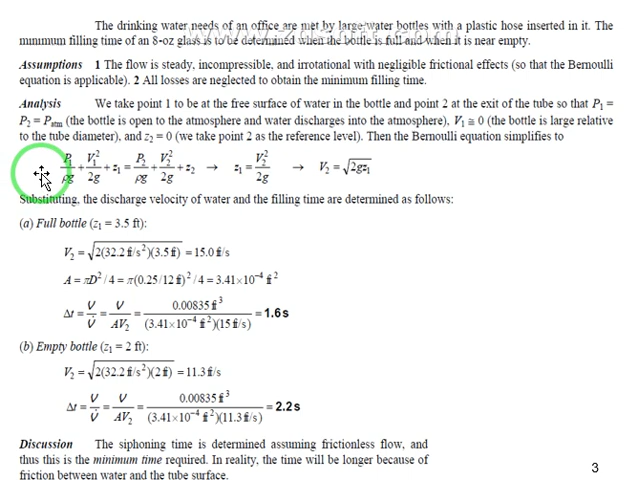 The drinking water needs of an office are met by large water bottles with a plastic hose inserted in it. The
minimum filling time of an 8-oz glass is to be determined when the bottle is full and when it is near empty.
Assumptions 1 The flow is steady, incompressible, and irrotational with negligible frictional effects (so that the Bernoulli
equation is applicable). 2 All losses are neglected to obtain the minimum filling time.
Analysis We take point 1 to be at the free surface of water in the bottle and point 2 at the exit of the tube so that P₁ =
P₂ = Pₐₜₘ (the bottle is open to the atmosphere and water discharges into the atmosphere), V₁ ≅ 0 (the bottle is large relative
to the tube diameter), and z₂ = 0 (we take point 2 as the reference level). Then the Bernoulli equation simplifies to
P₁/ρg + V₁²/2g + z₁ = P₂/ρg + V₂²/2g + z₂ → z₁ = V₂²/2g → V₂ = √2gz₁
Substituting, the discharge velocity of water and the filling time are determined as follows:
(a) Full bottle (z₁ = 3.5 ft):
V₂ = √2(32.2 ft/s²)(3.5 ft) = 15.0 ft/s
A = πD²/4 = π(0.25/12 ft)²/4 = 3.41×10⁻⁴ ft²
Δt = V/V̇ = V/AV₂ = 0.00835 ft³/(3.41×10⁻⁴ ft²)(15 ft/s) = 1.6 s
(b) Empty bottle (z₁ = 2 ft):
V₂ = √2(32.2 ft/s²)(2 ft) = 11.3 ft/s
Δt = V/V̇ = V/AV₂ = 0.00835 ft³/(3.41×10⁻⁴ ft²)(11.3 ft/s) = 2.2 s
Discussion The siphoning time is determined assuming frictionless flow, and
thus this is the minimum time required. In reality, the time will be longer because of
friction between water and the tube surface.
3